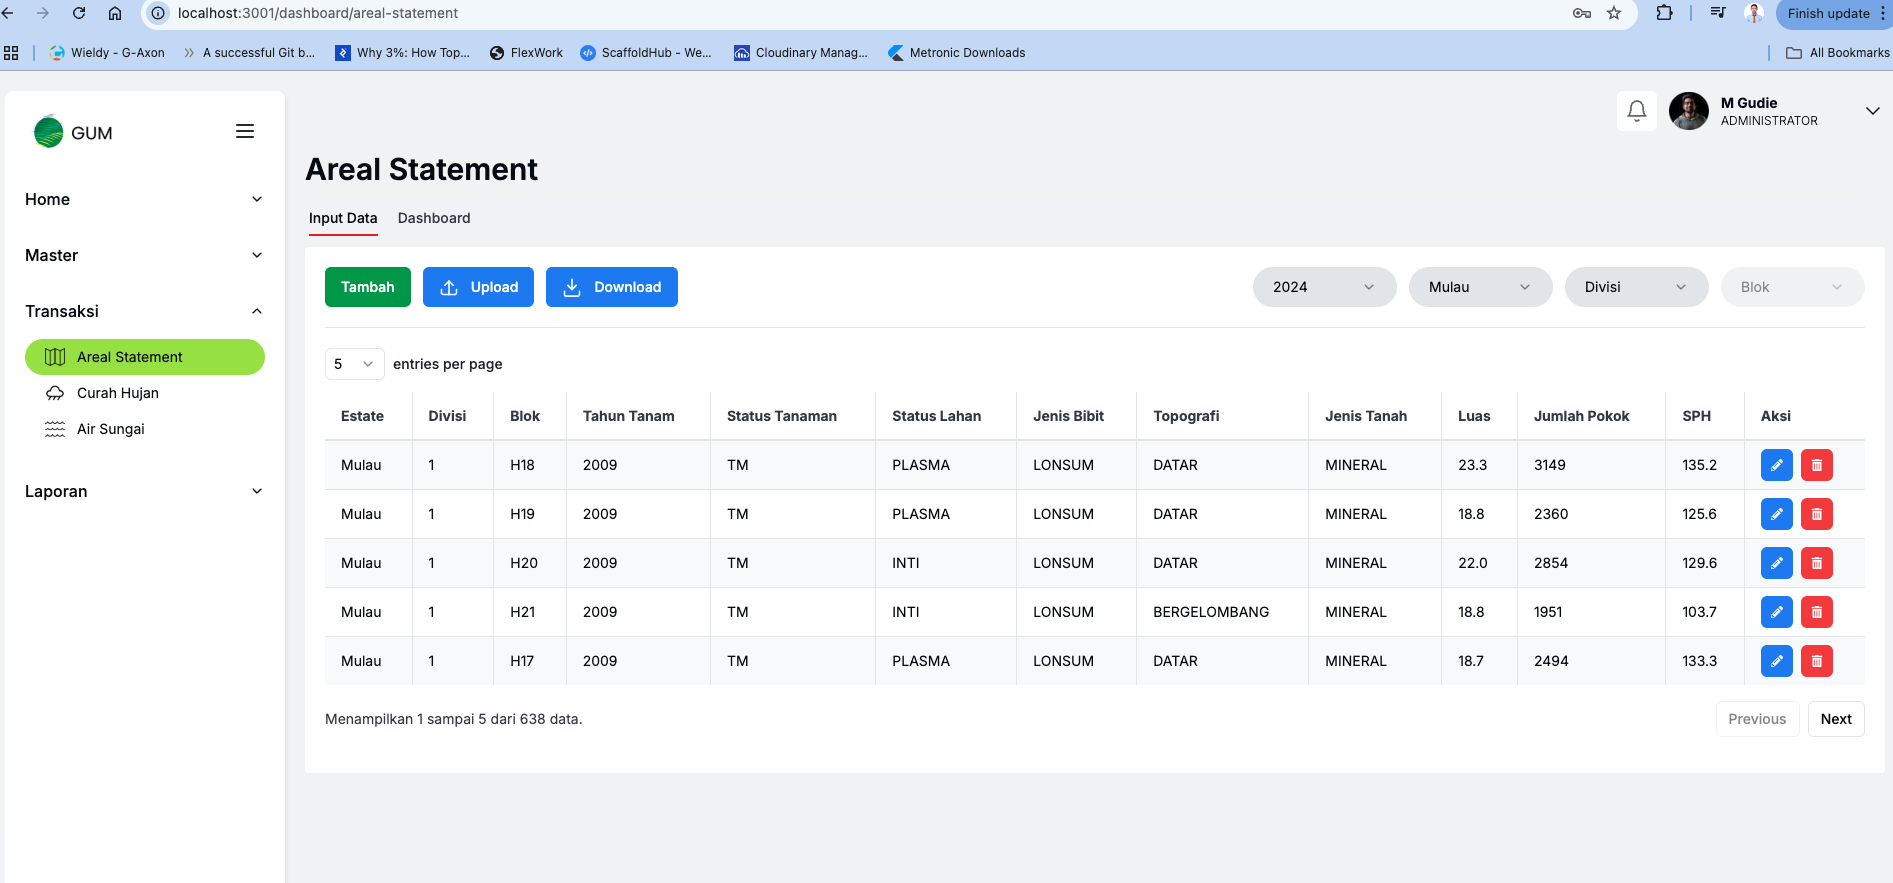 localhost:3001/dashboard/areal-statement
Finish update
Wieldy - G-Axon
A successful Git b...
Why 3%: How Top...
FlexWork
ScaffoldHub - We...
Cloudinary Manag...
Metronic Downloads
All Bookmarks
GUM
Home
Master
Transaksi
Areal Statement
Curah Hujan
Air Sungai
Laporan
M Gudie
ADMINISTRATOR
Areal Statement
Input Data Dashboard
Tambah Upload Download 2024 Mulau Divisi Blok
5 entries per page
Estate Divisi Blok Tahun Tanam Status Tanaman Status Lahan Jenis Bibit Topografi Jenis Tanah Luas Jumlah Pokok SPH Aksi
Mulau 1 H18 2009 TM PLASMA LONSUM DATAR MINERAL 23.3 3149 135.2
Mulau 1 H19 2009 TM PLASMA LONSUM DATAR MINERAL 18.8 2360 125.6
Mulau 1 H20 2009 TM INTI LONSUM DATAR MINERAL 22.0 2854 129.6
Mulau 1 H21 2009 TM INTI LONSUM BERGELOMBANG MINERAL 18.8 1951 103.7
Mulau 1 H17 2009 TM PLASMA LONSUM DATAR MINERAL 18.7 2494 133.3
Menampilkan 1 sampai 5 dari 638 data.
Previous Next